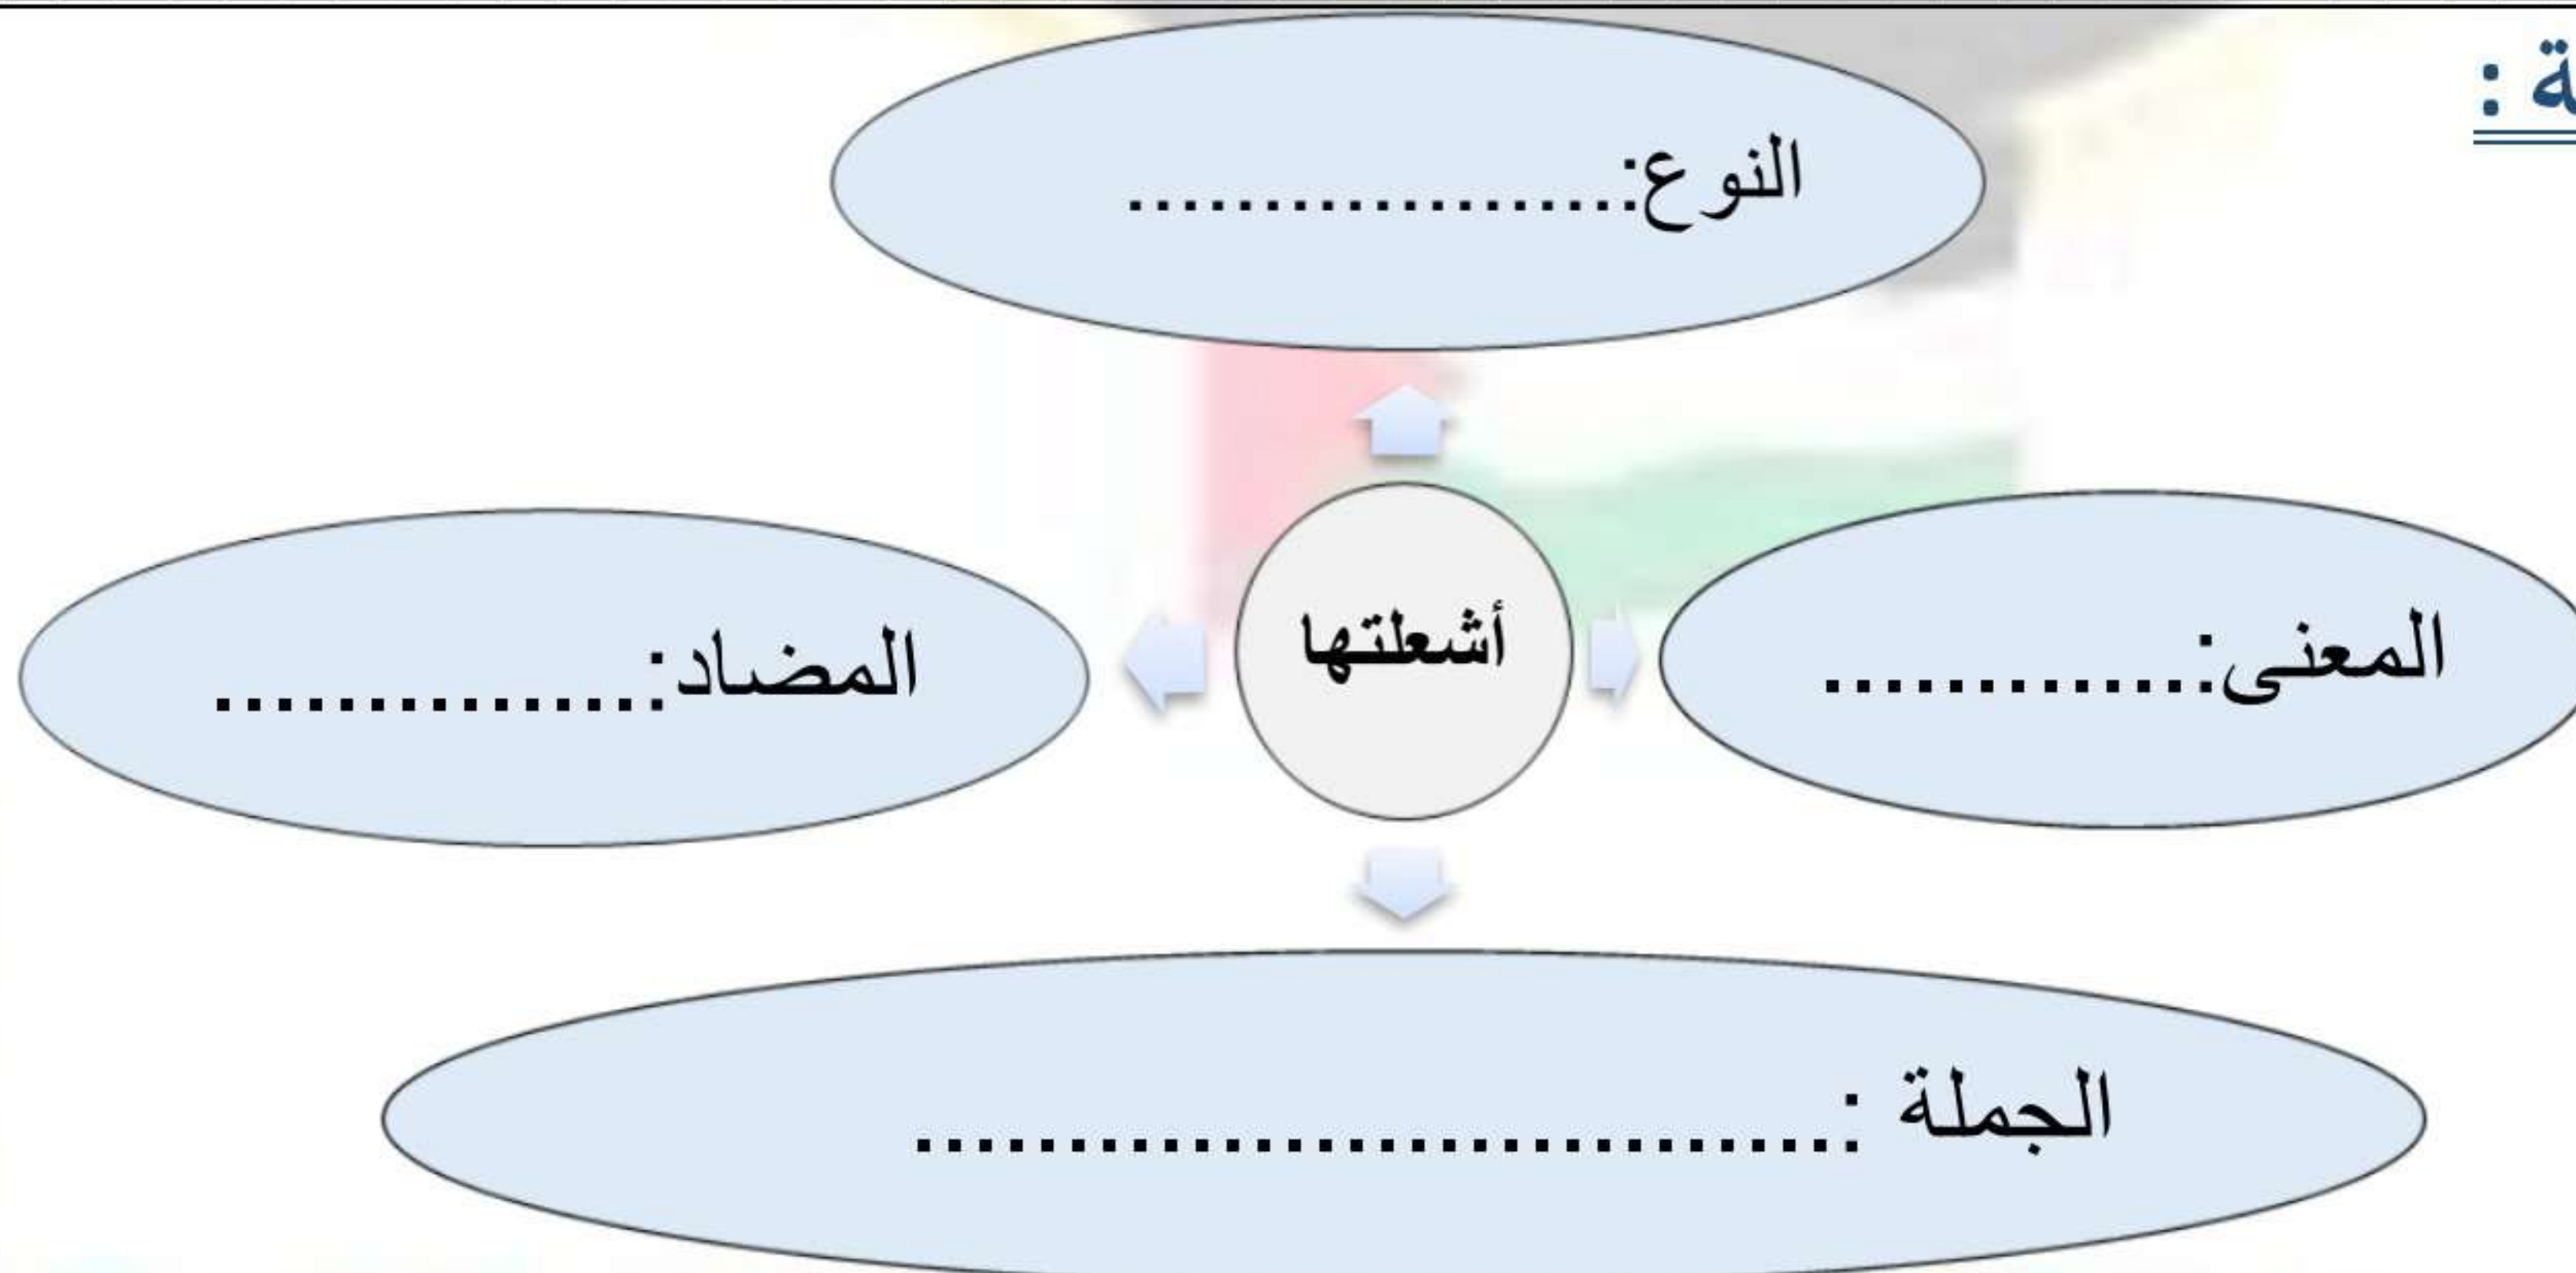 النوع:....................
المعنى:.............
أشعلتها
المضاد:...............
الجملة :...............................